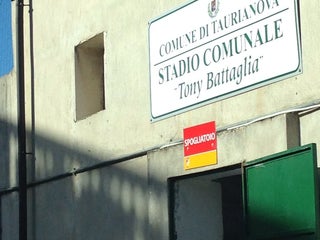 COMUNE DI TAURIANOVA
STADIO COMUNALE
"Tony Battaglia"
SPOGLIATOIO